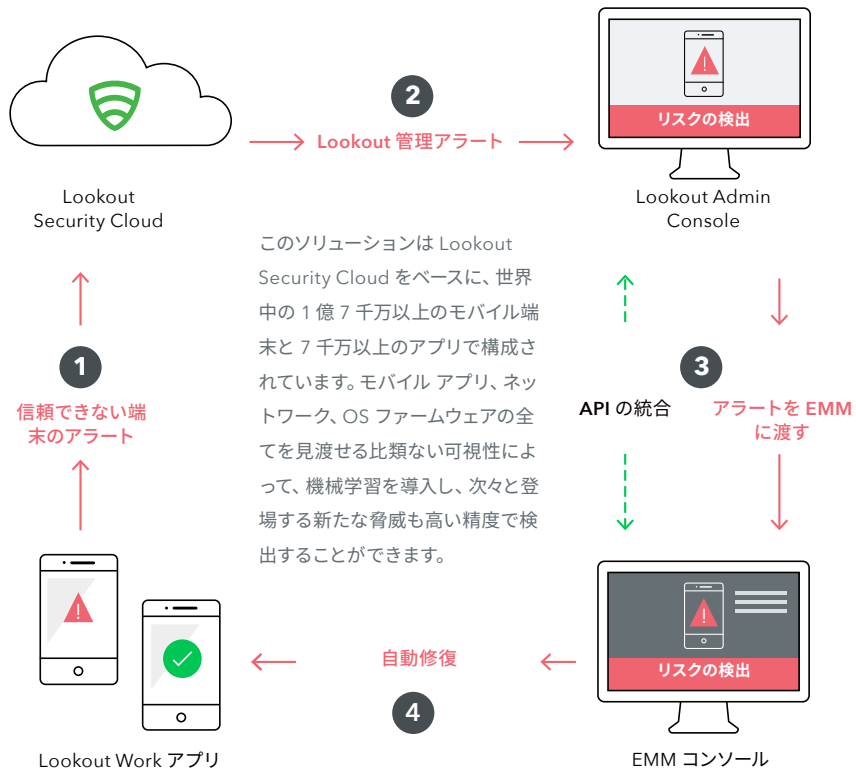 2
Lookout 管理アラート
リスクの検出
Lookout
Security Cloud
Lookout Admin
Console
このソリューションは Lookout
Security Cloud をベースに、世界
中の 1 億 7 千万以上のモバイル端
末と 7 千万以上のアプリで構成さ
れています。モバイル アプリ、ネッ
トワーク、OS ファームウェアの全
てを見渡せる比類ない可視性によ
って、機械学習を導入し、次々と登
場する新たな脅威も高い精度で検
出することができます。
1
信頼できない端
末のアラート
3
API の統合
アラートを EMM
に渡す
リスクの検出
自動修復
4
Lookout Work アプリ
EMM コンソール